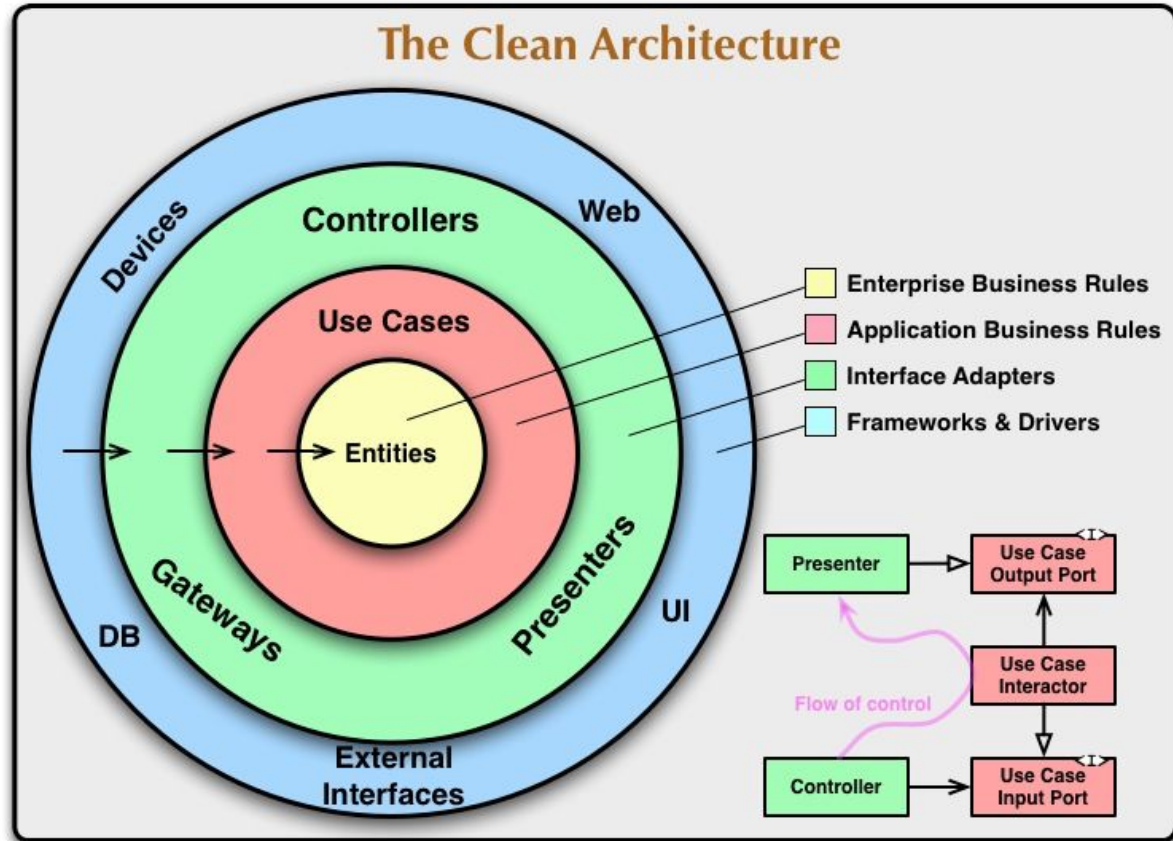 The Clean Architecture
Devices
Web
Controllers
Use Cases
Entities
Gateways
Presenters
DB
UI
External
Interfaces
Enterprise Business Rules
Application Business Rules
Interface Adapters
Frameworks & Drivers
Presenter
<I>
Use Case
Output Port
Use Case
Interactor
Flow of control
Controller
<I>
Use Case
Input Port